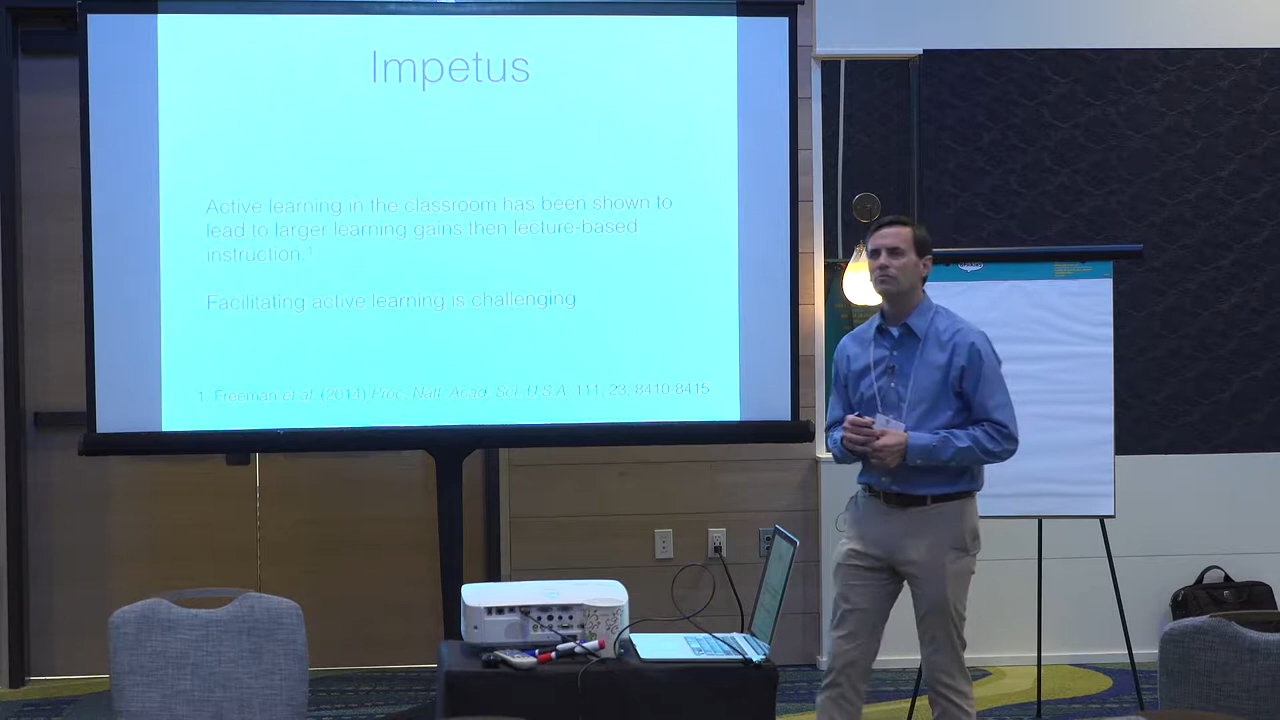 Impetus
Active learning in the classroom has been shown to
lead to larger learning gains then lecture-based
instruction.¹
Facilitating active learning is challenging
1. Freeman et al. (2014) Proc. Natl. Acad. Sci. U.S.A. 111, 23, 8410-8415